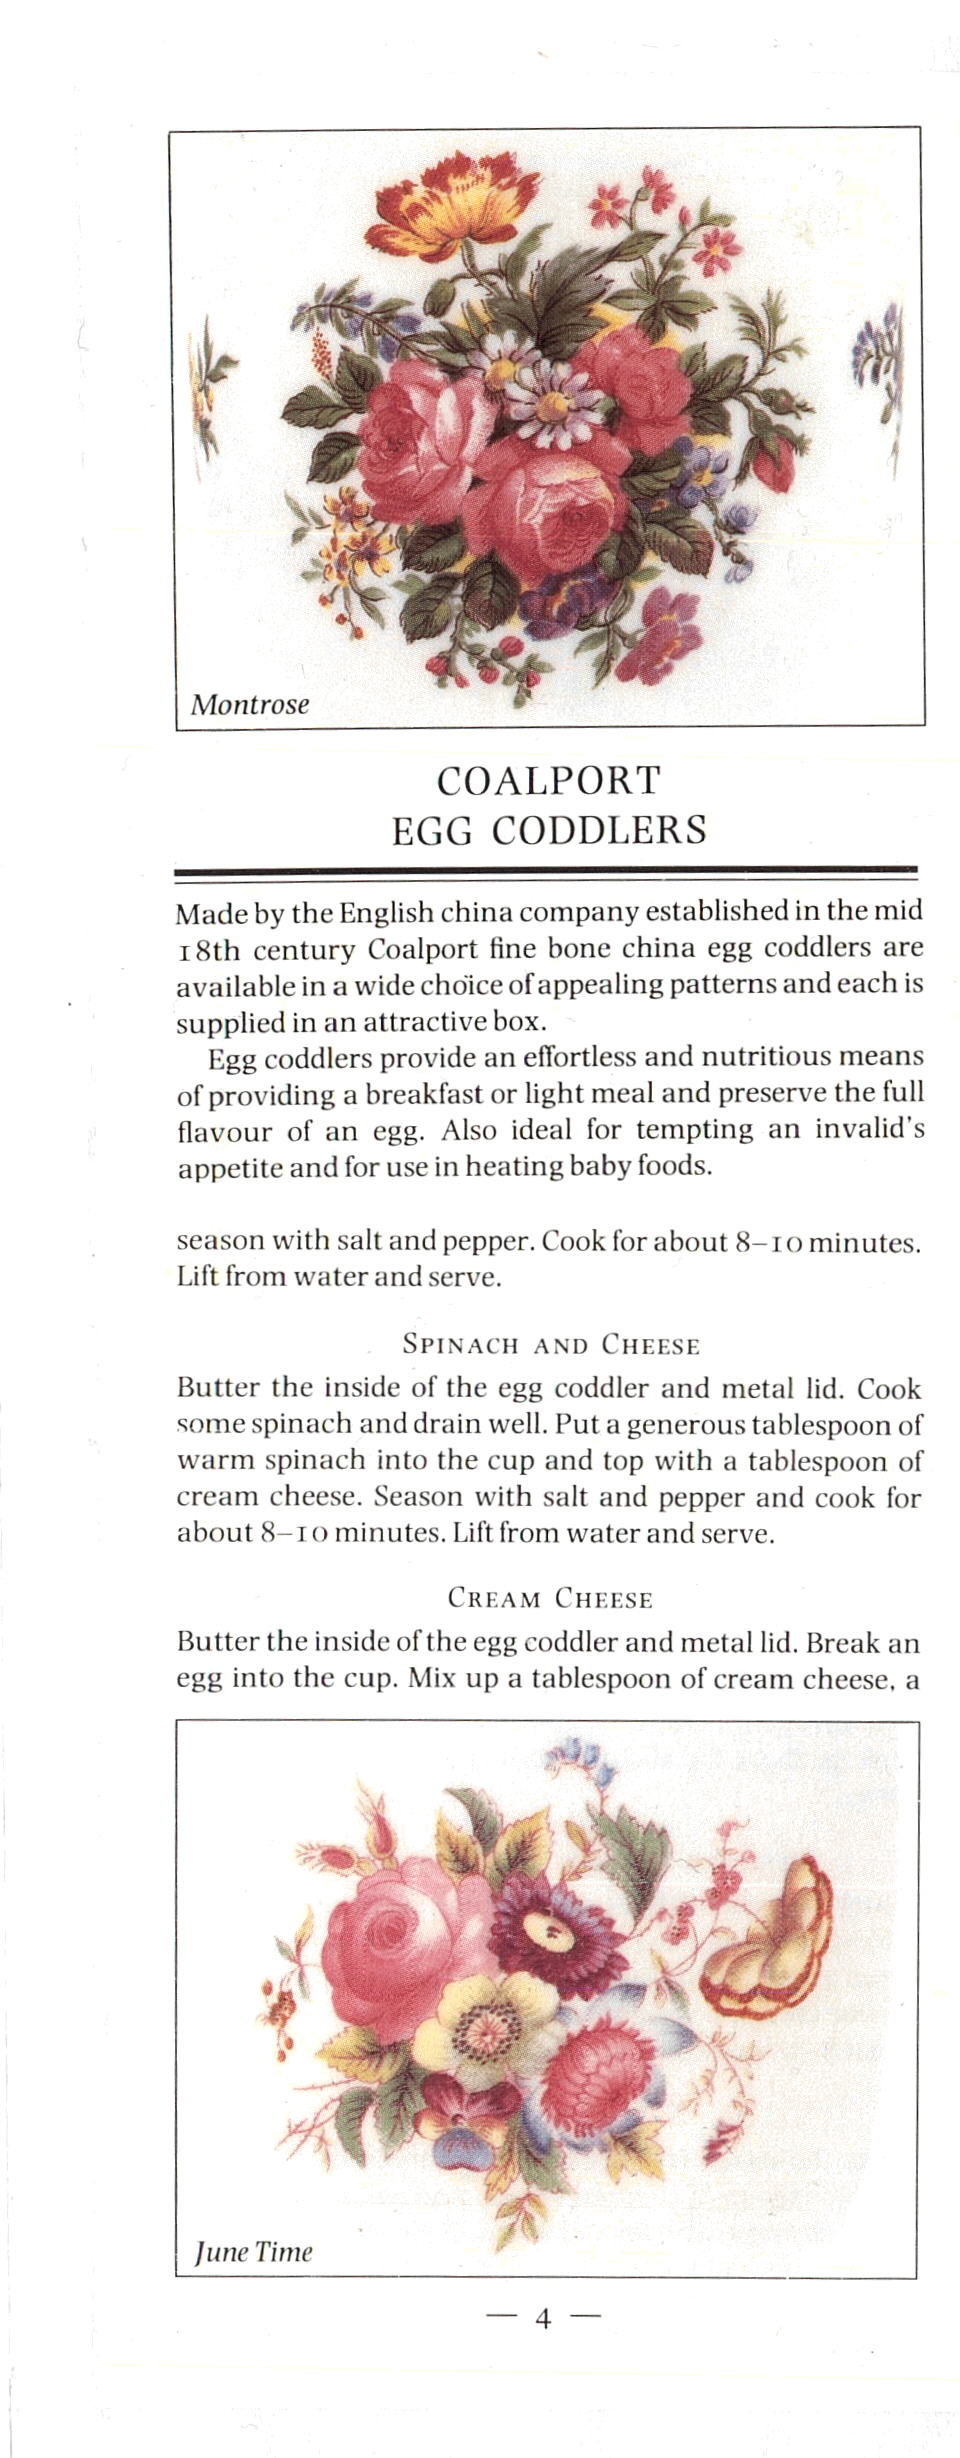 Montrose
COALPORT
EGG CODDLERS
Made by the English china company established in the mid
18th century Coalport fine bone china egg coddlers are
available in a wide choice of appealing patterns and each is
supplied in an attractive box.
Egg coddlers provide an effortless and nutritious means
of providing a breakfast or light meal and preserve the full
flavour of an egg. Also ideal for tempting an invalid's
appetite and for use in heating baby foods.
season with salt and pepper. Cook for about 8–10 minutes.
Lift from water and serve.
SPINACH AND CHEESE
Butter the inside of the egg coddler and metal lid. Cook
some spinach and drain well. Put a generous tablespoon of
warm spinach into the cup and top with a tablespoon of
cream cheese. Season with salt and pepper and cook for
about 8–10 minutes. Lift from water and serve.
CREAM CHEESE
Butter the inside of the egg coddler and metal lid. Break an
egg into the cup. Mix up a tablespoon of cream cheese, a
June Time
— 4 —